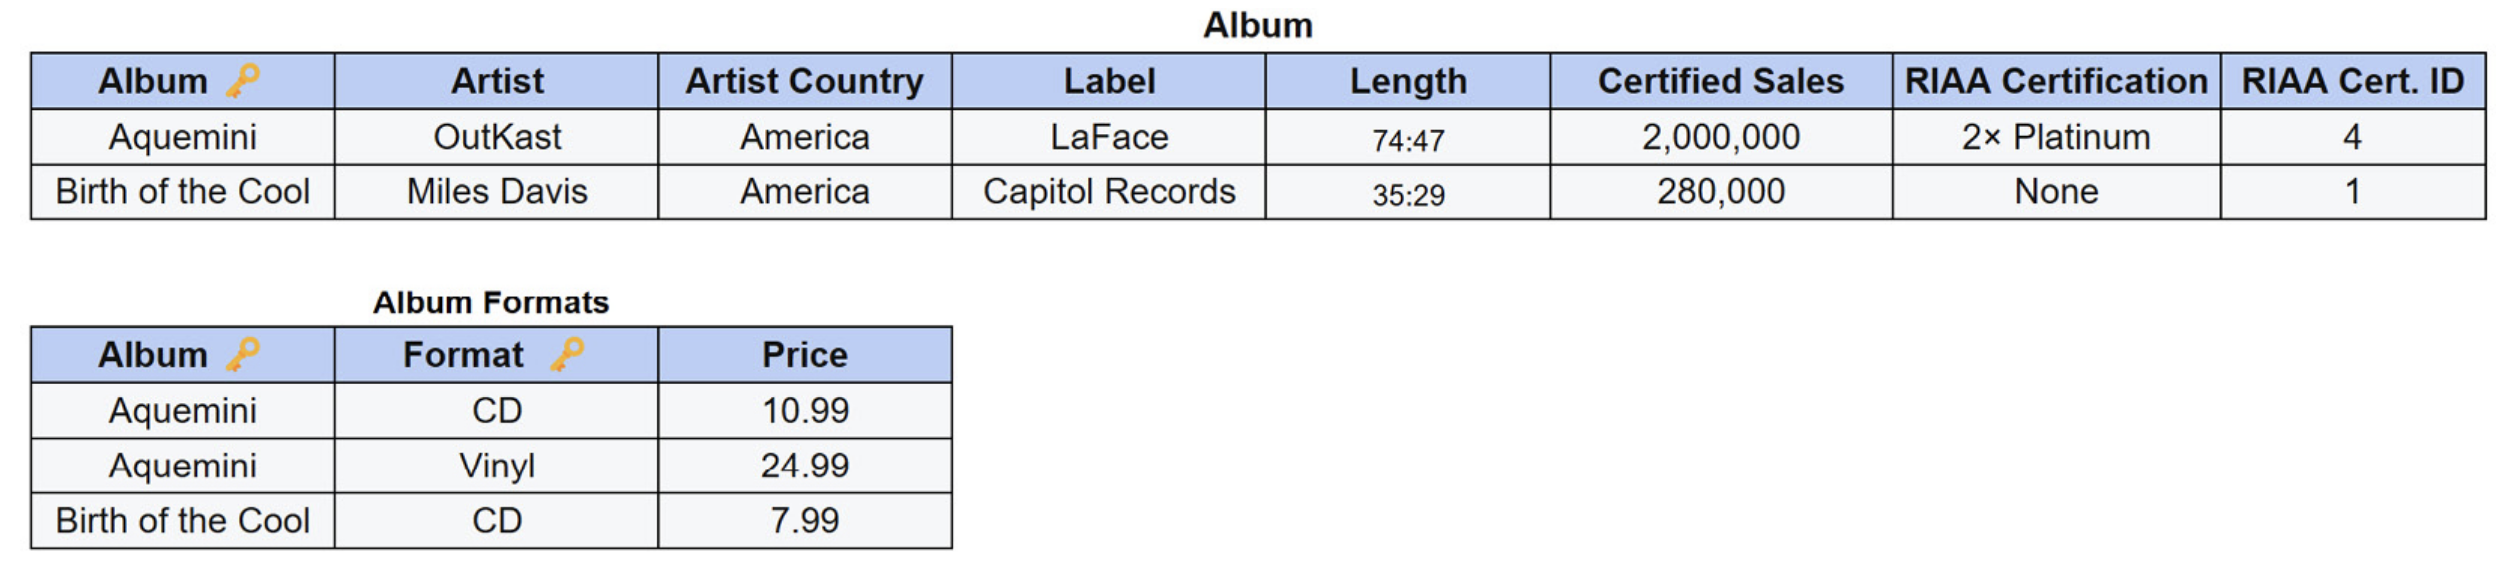 Album
Album Artist Artist Country Label Length Certified Sales RIAA Certification RIAA Cert. ID
Aquemini OutKast America LaFace 74:47 2,000,000 2× Platinum 4
Birth of the Cool Miles Davis America Capitol Records 35:29 280,000 None 1
Album Formats
Album Format Price
Aquemini CD 10.99
Aquemini Vinyl 24.99
Birth of the Cool CD 7.99